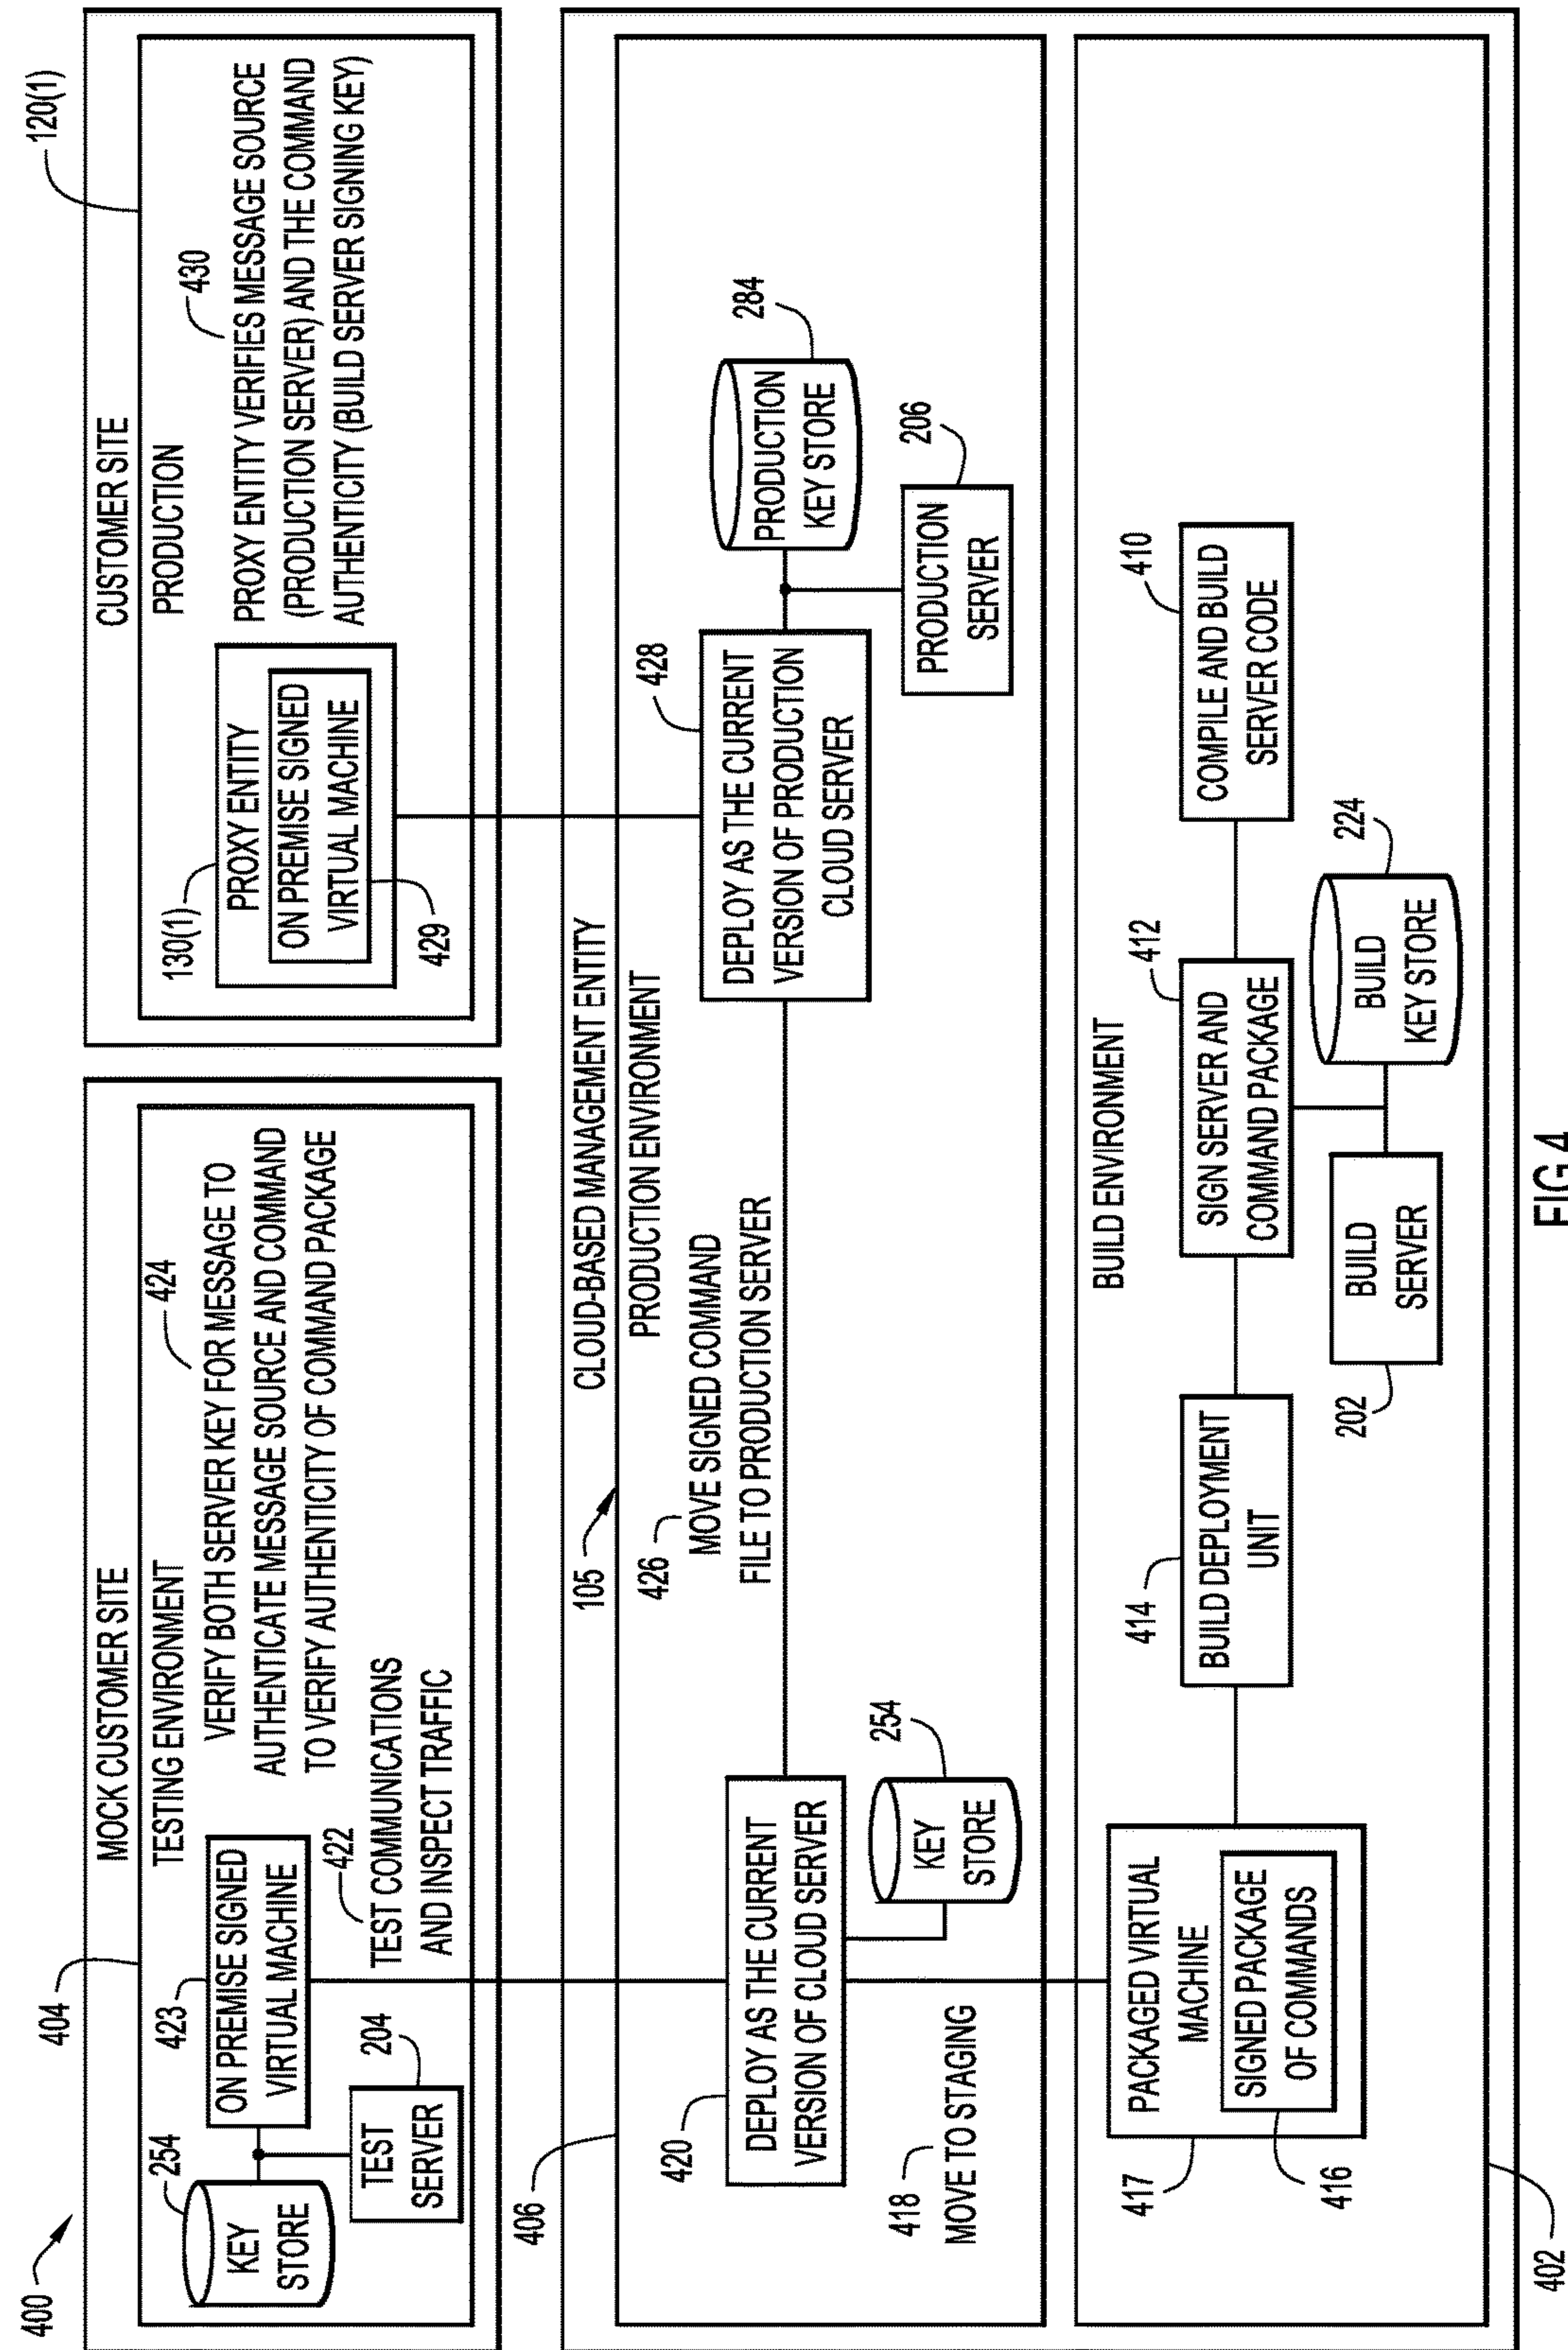 400
404
MOCK CUSTOMER SITE
TESTING ENVIRONMENT
254
KEY
STORE
423
ON PREMISE SIGNED
VIRTUAL MACHINE
204
TEST
SERVER
422
TEST COMMUNICATIONS
AND INSPECT TRAFFIC
424
VERIFY BOTH SERVER KEY FOR MESSAGE TO
AUTHENTICATE MESSAGE SOURCE AND COMMAND
TO VERIFY AUTHENTICITY OF COMMAND PACKAGE
120(1)
CUSTOMER SITE
PRODUCTION
130(1)
PROXY ENTITY
ON PREMISE SIGNED
VIRTUAL MACHINE
429
430
PROXY ENTITY VERIFIES MESSAGE SOURCE
(PRODUCTION SERVER) AND THE COMMAND
AUTHENTICITY (BUILD SERVER SIGNING KEY)
406
105
CLOUD-BASED MANAGEMENT ENTITY
PRODUCTION ENVIRONMENT
420
DEPLOY AS THE CURRENT
VERSION OF CLOUD SERVER
254
KEY
STORE
418
MOVE TO STAGING
426
MOVE SIGNED COMMAND
FILE TO PRODUCTION SERVER
428
DEPLOY AS THE CURRENT
VERSION OF PRODUCTION
CLOUD SERVER
284
PRODUCTION
KEY STORE
206
PRODUCTION
SERVER
BUILD ENVIRONMENT
PACKAGED VIRTUAL
MACHINE
SIGNED PACKAGE
OF COMMANDS
417
416
414
BUILD DEPLOYMENT
UNIT
412
SIGN SERVER AND
COMMAND PACKAGE
410
COMPILE AND BUILD
SERVER CODE
202
BUILD
SERVER
224
BUILD
KEY STORE
402
FIG.4